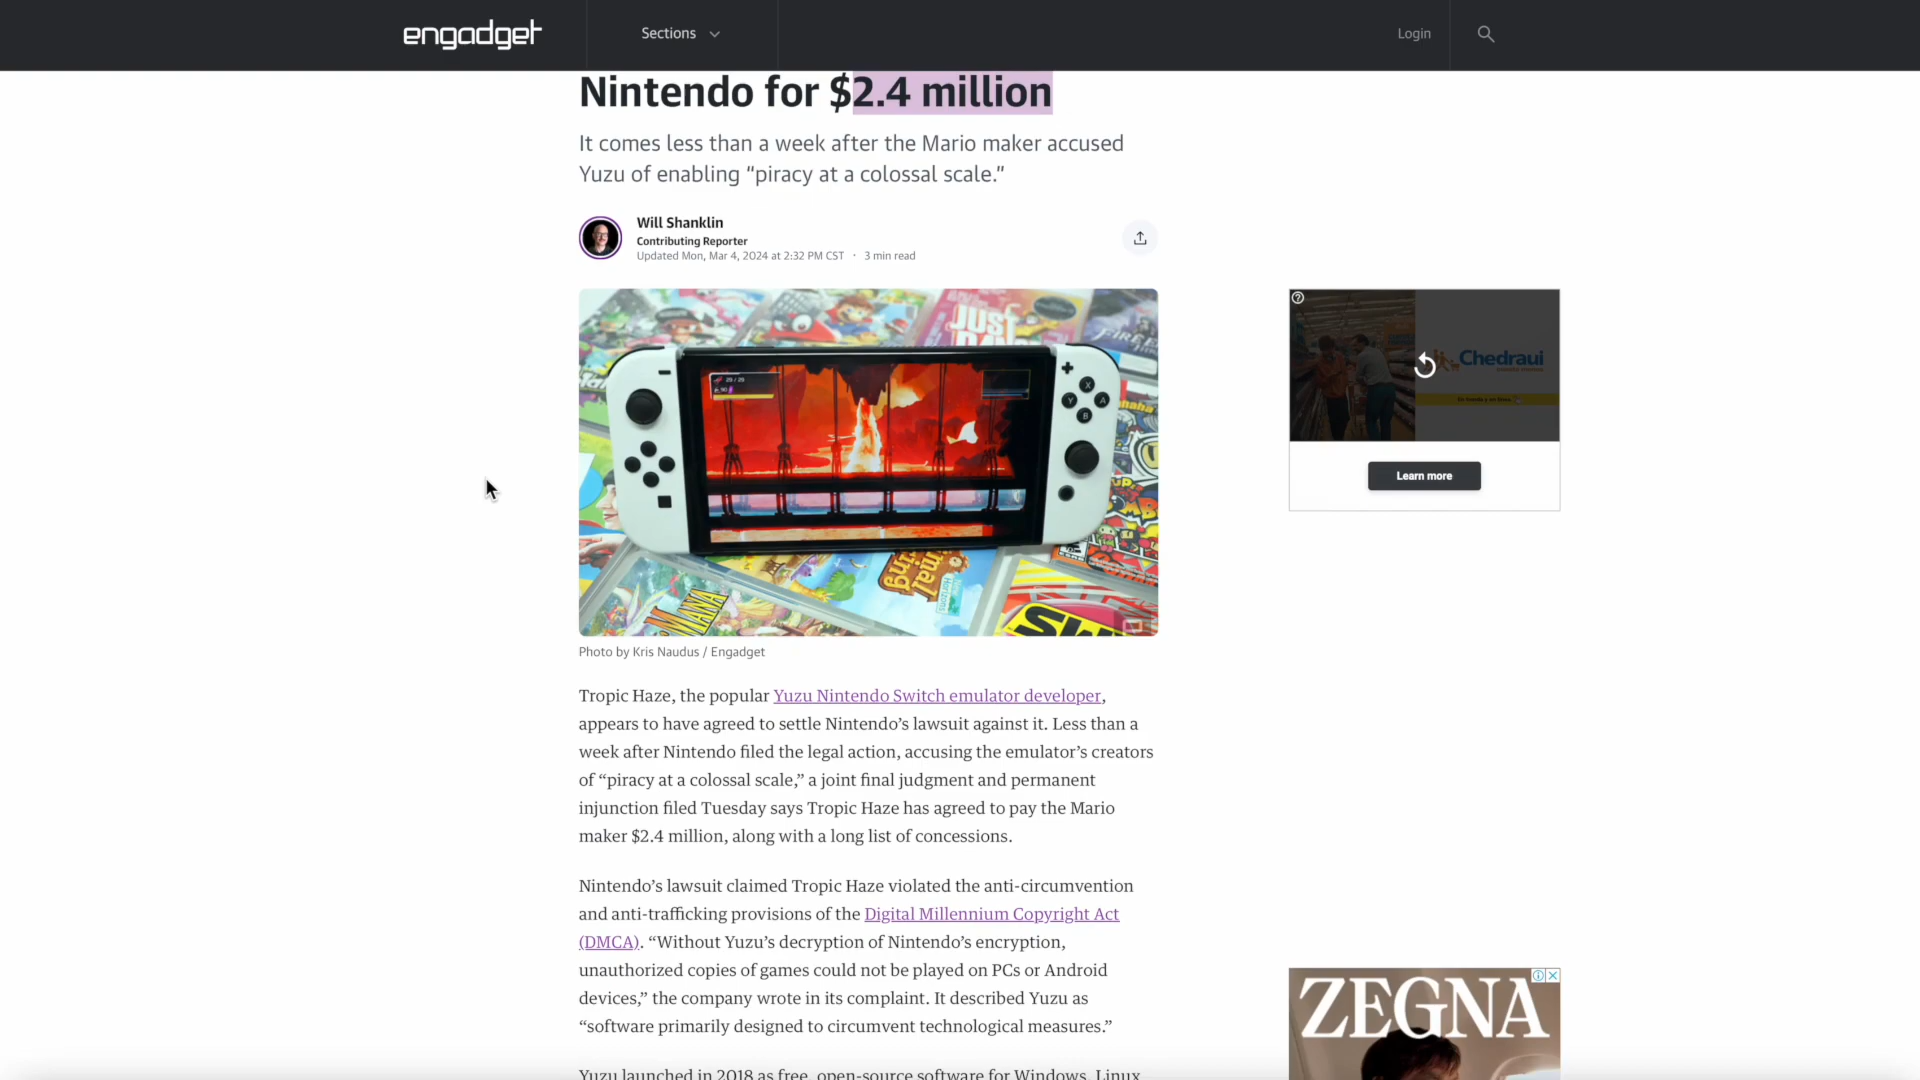 engadget
Sections
Login
Nintendo for $2.4 million
It comes less than a week after the Mario maker accused
Yuzu of enabling “piracy at a colossal scale.”
Will Shanklin
Contributing Reporter
Updated Mon, Mar 4, 2024 at 2:32 PM CST · 3 min read
JUST
FIRE
25 / 25
X
Y A
B
Chedraui
Learn more
MANA
Horizons
Photo by Kris Naudus / Engadget
Tropic Haze, the popular Yuzu Nintendo Switch emulator developer,
appears to have agreed to settle Nintendo’s lawsuit against it. Less than a
week after Nintendo filed the legal action, accusing the emulator’s creators
of “piracy at a colossal scale,” a joint final judgment and permanent
injunction filed Tuesday says Tropic Haze has agreed to pay the Mario
maker $2.4 million, along with a long list of concessions.
Nintendo’s lawsuit claimed Tropic Haze violated the anti-circumvention
and anti-trafficking provisions of the Digital Millennium Copyright Act
(DMCA). “Without Yuzu’s decryption of Nintendo’s encryption,
unauthorized copies of games could not be played on PCs or Android
devices,” the company wrote in its complaint. It described Yuzu as
“software primarily designed to circumvent technological measures.”
ZEGNA
Yuzu launched in 2018 as free, open-source software for Windows, Linux